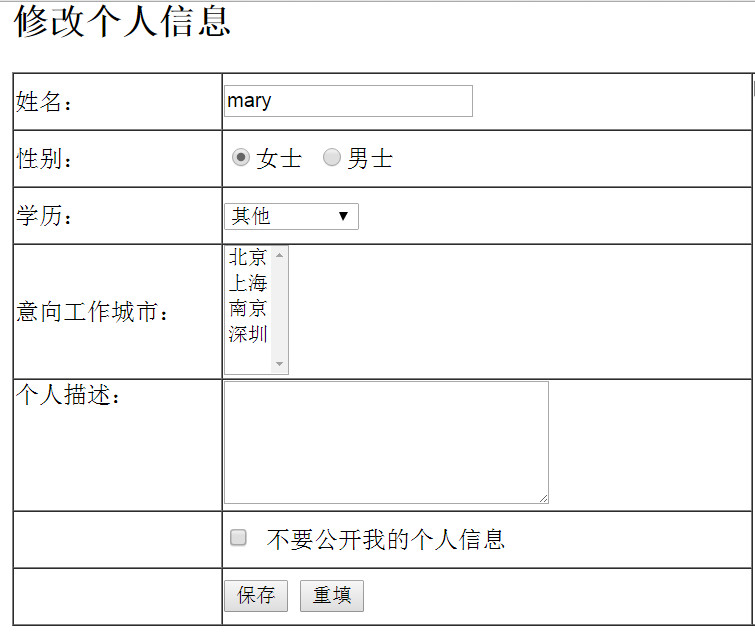 修改个人信息
姓名： mary
性别： 女士 男士
学历： 其他
意向工作城市： 北京
上海
南京
深圳
个人描述：
不要公开我的个人信息
保存 重填